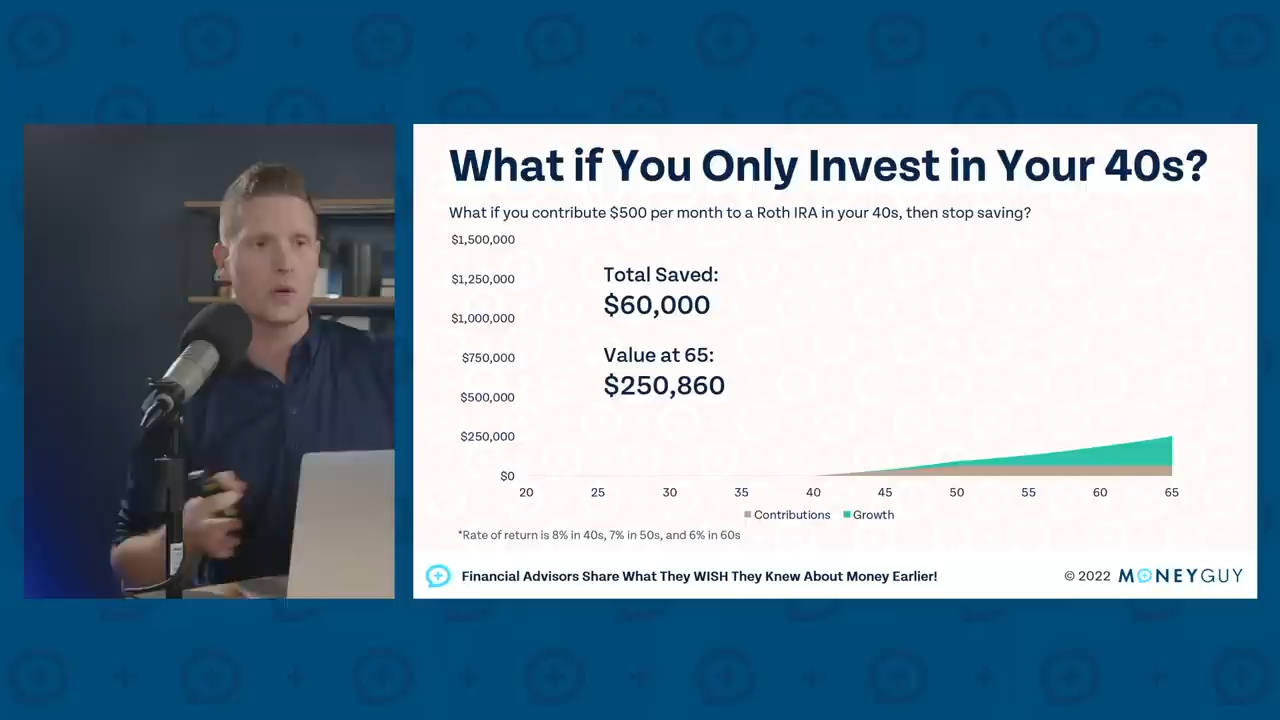 What if You Only Invest in Your 40s?
What if you contribute $500 per month to a Roth IRA in your 40s, then stop saving?
$1,500,000
$1,250,000
$1,000,000
$750,000
$500,000
$250,000
$0
Total Saved:
$60,000
Value at 65:
$250,860
20 25 30 35 40 45 50 55 60 65
Contributions Growth
*Rate of return is 8% in 40s, 7% in 50s, and 6% in 60s
Financial Advisors Share What They WISH They Knew About Money Earlier!
© 2022 MONEYGUY